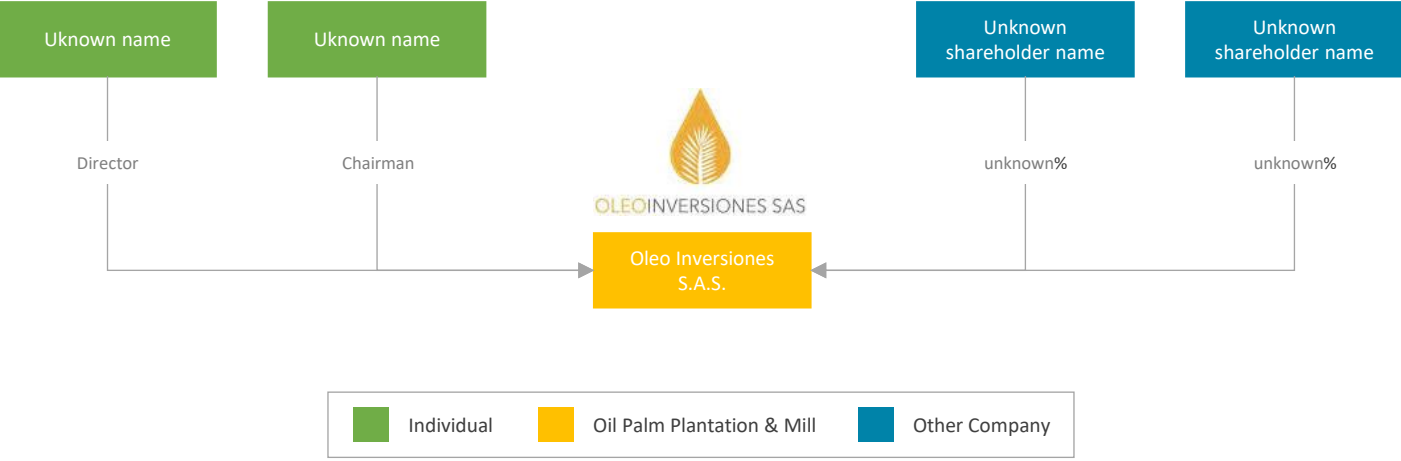 Uknown name
Uknown name
Unknown
shareholder name
Unknown
shareholder name
Director
Chairman
unknown%
unknown%
OLEOINVERSIONES SAS
Oleo Inversiones
S.A.S.
Individual
Oil Palm Plantation & Mill
Other Company